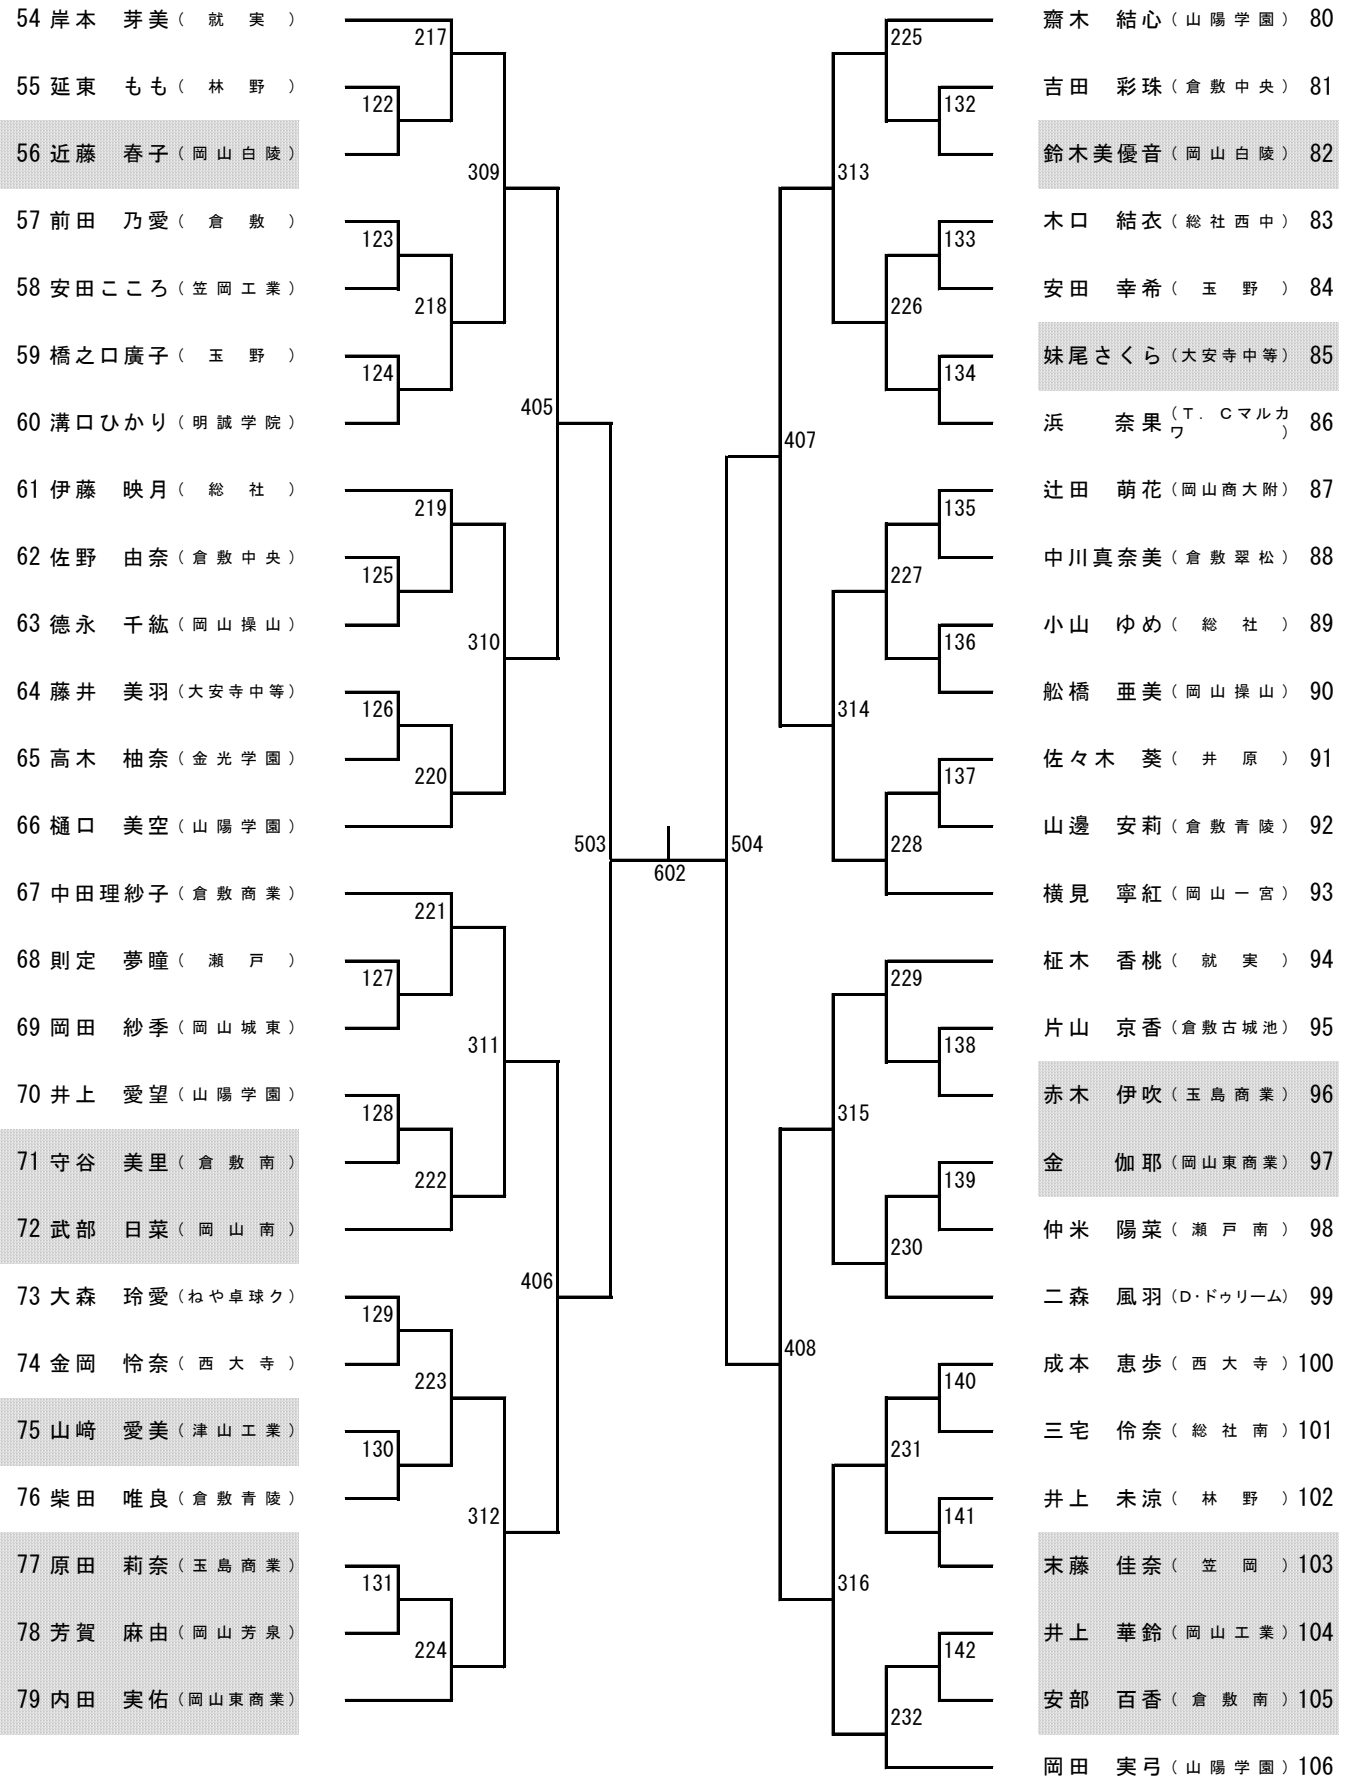 54 岸本 芽美（ 就 実 ）
55 延東 もも（ 林 野 ）
56 近藤 春子（岡山白陵）
57 前田 乃愛（ 倉 敷 ）
58 安田こころ（笠岡工業）
59 橋之口廣子（ 玉 野 ）
60 溝口ひかり（明誠学院）
61 伊藤 映月（ 総 社 ）
62 佐野 由奈（倉敷中央）
63 德永 千紘（岡山操山）
64 藤井 美羽（大安寺中等）
65 高木 柚奈（金光学園）
66 樋口 美空（山陽学園）
67 中田理紗子（倉敷商業）
68 則定 夢瞳（ 瀬 戸 ）
69 岡田 紗季（岡山城東）
70 井上 愛望（山陽学園）
71 守谷 美里（倉敷南）
72 武部 日菜（岡山南）
73 大森 玲愛（ねや卓球ク）
74 金岡 怜奈（西大寺）
75 山﨑 愛美（津山工業）
76 柴田 唯良（倉敷青陵）
77 原田 莉奈（玉島商業）
78 芳賀 麻由（岡山芳泉）
79 内田 実佑（岡山東商業）
217
122
309
123
218
124
405
219
125
310
126
220
503
221
127
311
128
222
406
129
223
130
312
131
224
602
504
225
132
313
133
226
134
407
135
227
136
314
137
228
229
138
315
139
230
408
140
231
141
316
142
232
齋木 結心（山陽学園） 80
吉田 彩珠（倉敷中央） 81
鈴木美優音（岡山白陵） 82
木口 結衣（総社西中） 83
安田 幸希（ 玉 野 ） 84
妹尾さくら（大安寺中等） 85
浜 奈果（T．Cマルカ
ワ ） 86
辻田 萌花（岡山商大附） 87
中川真奈美（倉敷翠松） 88
小山 ゆめ（ 総 社 ） 89
舩橋 亜美（岡山操山） 90
佐々木 葵（ 井 原 ） 91
山邊 安莉（倉敷青陵） 92
横見 寧紅（岡山一宮） 93
柾木 香桃（ 就 実 ） 94
片山 京香（倉敷古城池） 95
赤木 伊吹（玉島商業） 96
金 伽耶（岡山東商業） 97
仲米 陽菜（瀬戸南） 98
二森 風羽（D・ドゥリーム） 99
成本 恵歩（西大寺）100
三宅 伶奈（総社南）101
井上 未涼（ 林 野 ）102
末藤 佳奈（ 笠 岡 ）103
井上 華鈴（岡山工業）104
安部 百香（倉敷南）105
岡田 実弓（山陽学園）106